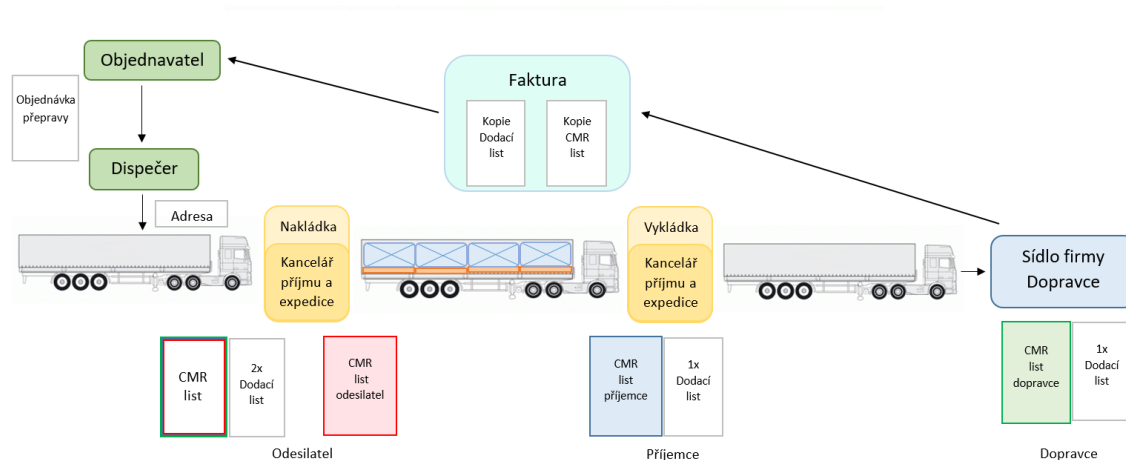 Objednavatel
Objednávka
přepravy
Dispečer
Adresa
Faktura
Kopie
Dodací
list
Kopie
CMR
list
Nakládka
Kancelář
příjmu a
expedice
Vykládka
Kancelář
příjmu a
expedice
Sídlo firmy
Dopravce
CMR
list
2x
Dodací
list
CMR
list
odesilatel
CMR
list
příjemce
1x
Dodací
list
CMR
list
dopravce
1x
Dodací
list
Odesilatel
Příjemce
Dopravce